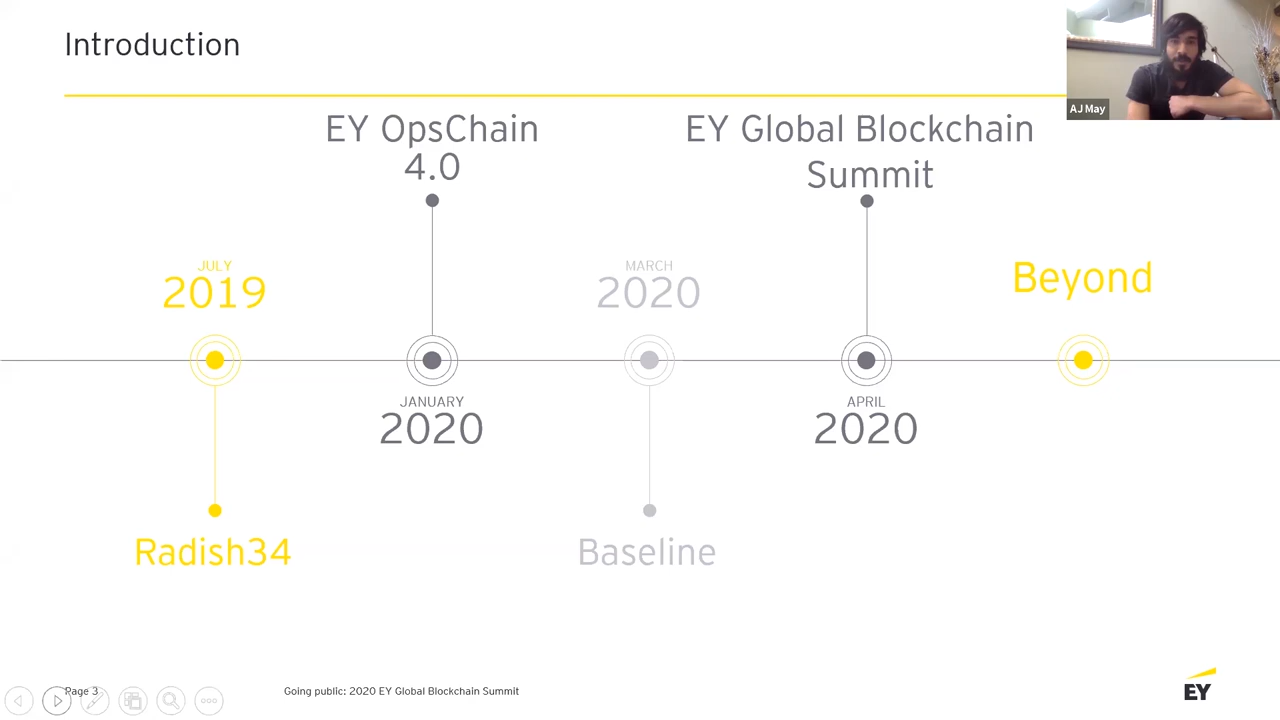 Introduction
AJ May
EY OpsChain
4.0
EY Global Blockchain
Summit
JULY
2019
MARCH
2020
Beyond
JANUARY
2020
APRIL
2020
Radish34
Baseline
Page 3
Going public: 2020 EY Global Blockchain Summit
EY